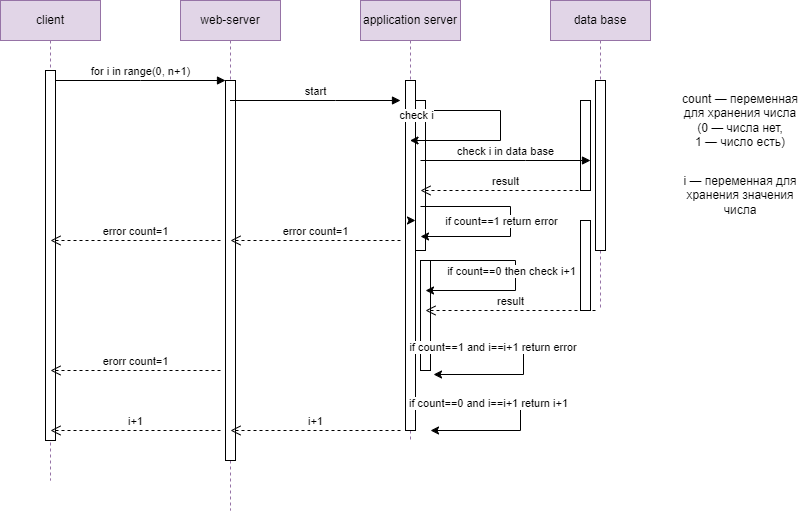 client
web-server
application server
data base
for i in range(0, n+1)
start
count — переменная
для хранения числа
(0 — числа нет,
1 — число есть)
check i
check i in data base
result
i — переменная для
хранения значения
числа
if count==1 return error
error count=1
error count=1
if count==0 then check i+1
result
if count==1 and i==i+1 return error
erorr count=1
if count==0 and i==i+1 return i+1
i+1
i+1